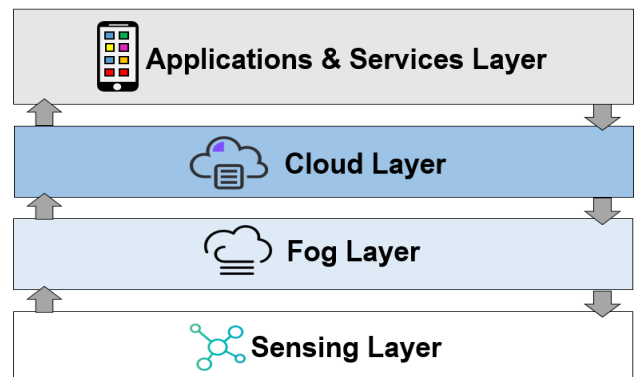 Applications & Services Layer
Cloud Layer
Fog Layer
Sensing Layer